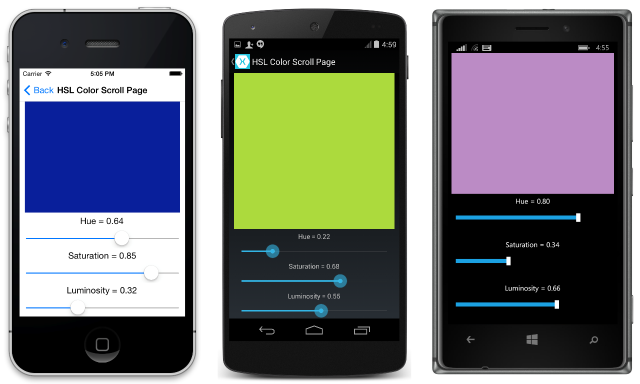 Carrier 5:05 PM
Back HSL Color Scroll Page
Hue = 0.64
Saturation = 0.85
Luminosity = 0.32
4:59
HSL Color Scroll Page
Hue = 0.22
Saturation = 0.68
Luminosity = 0.55
4:55
Hue = 0.80
Saturation = 0.34
Luminosity = 0.66